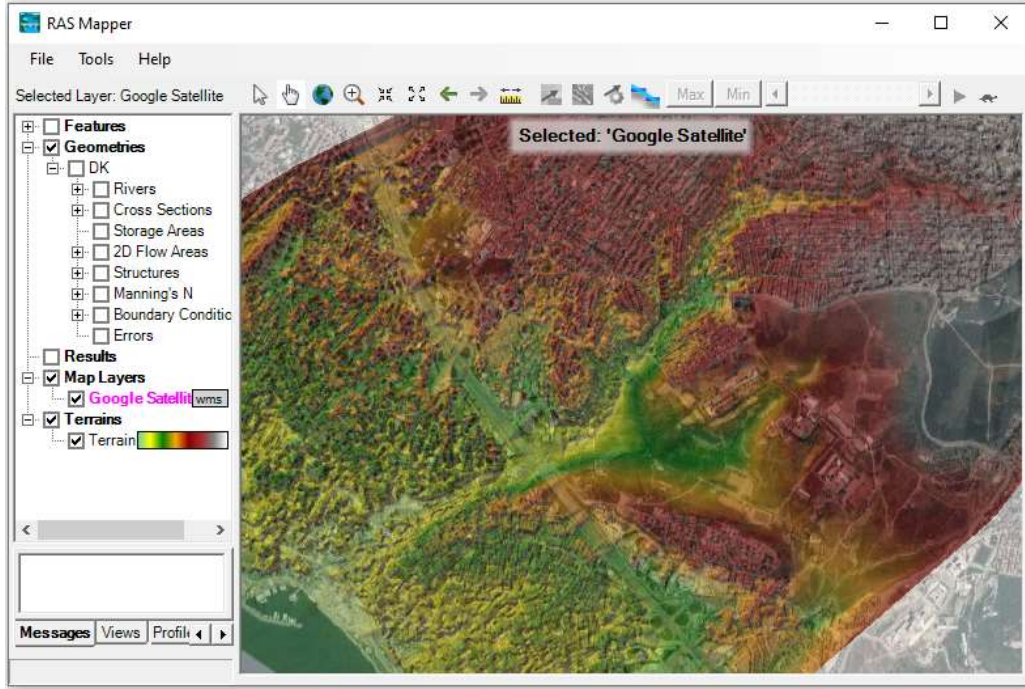 RAS Mapper
File Tools Help
Selected Layer: Google Satellite
Max Min
Selected: 'Google Satellite'
Features
Geometries
DK
Rivers
Cross Sections
Storage Areas
2D Flow Areas
Structures
Manning's N
Boundary Conditio
Errors
Results
Map Layers
Google Satellit wms
Terrains
Terrain
Messages Views Profile